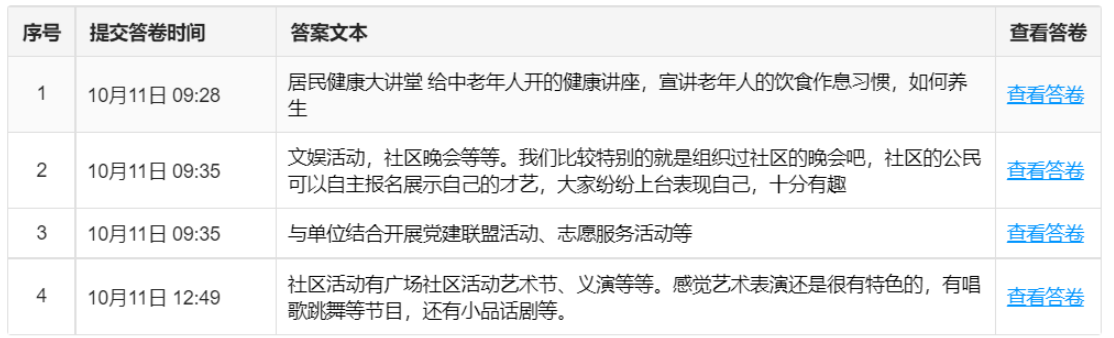 序号 提交答卷时间 答案文本 查看答卷
1 10月11日 09:28 居民健康大讲堂 给中老年人开的健康讲座，宣讲老年人的饮食作息习惯，如何养 查看答卷
生
2 10月11日 09:35 文娱活动，社区晚会等等。我们比较特别的就是组织过社区的晚会吧，社区的公民 查看答卷
可以自主报名展示自己的才艺，大家纷纷上台表现自己，十分有趣
3 10月11日 09:35 与单位结合开展党建联盟活动、志愿服务活动等 查看答卷
4 10月11日 12:49 社区活动有广场社区活动艺术节、义演等等。感觉艺术表演还是很有特色的，有唱 查看答卷
歌跳舞等节目，还有小品话剧等。